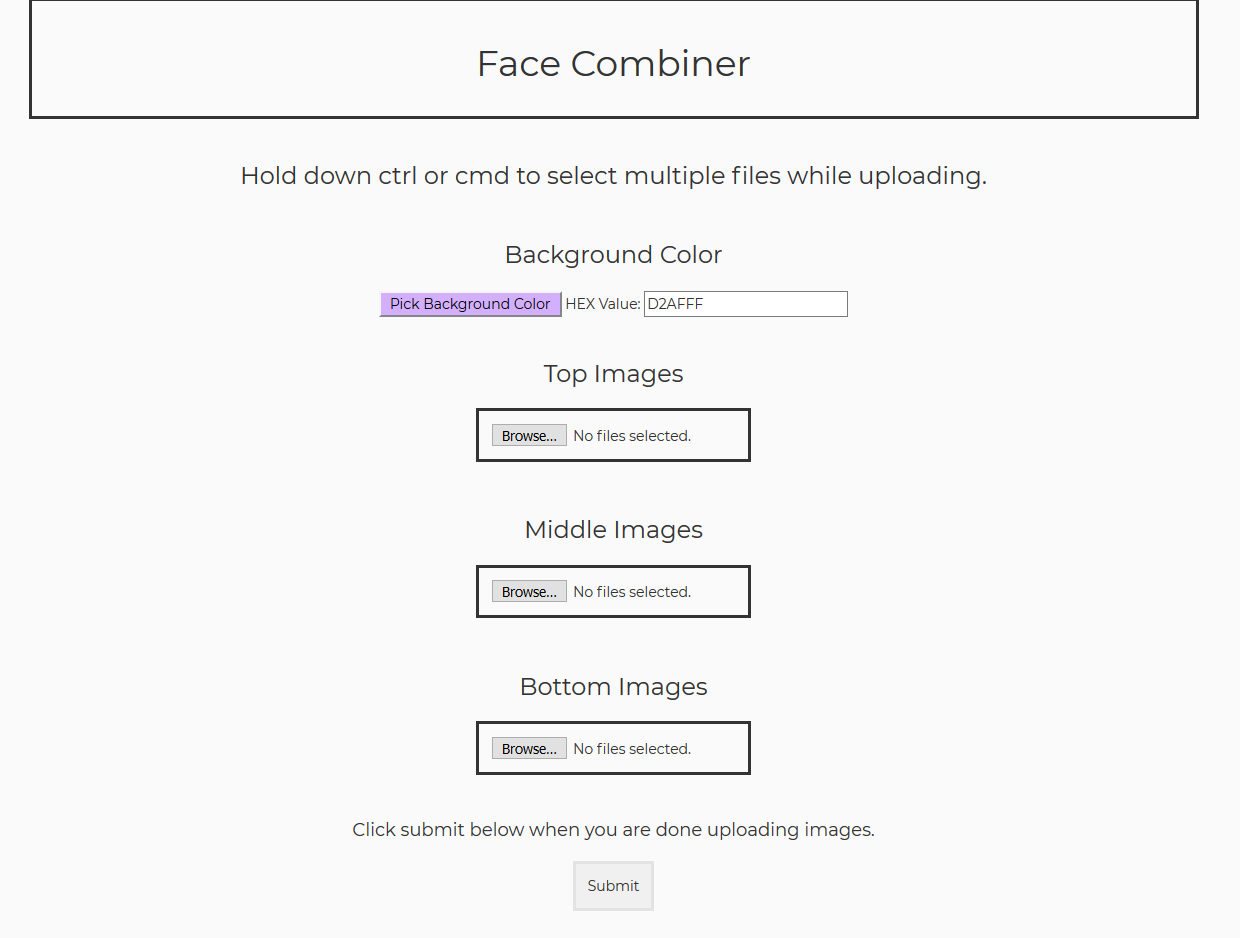 Face Combiner
Hold down ctrl or cmd to select multiple files while uploading.
Background Color
Pick Background Color HEX Value: D2AFFF
Top Images
Browse... No files selected.
Middle Images
Browse... No files selected.
Bottom Images
Browse... No files selected.
Click submit below when you are done uploading images.
Submit